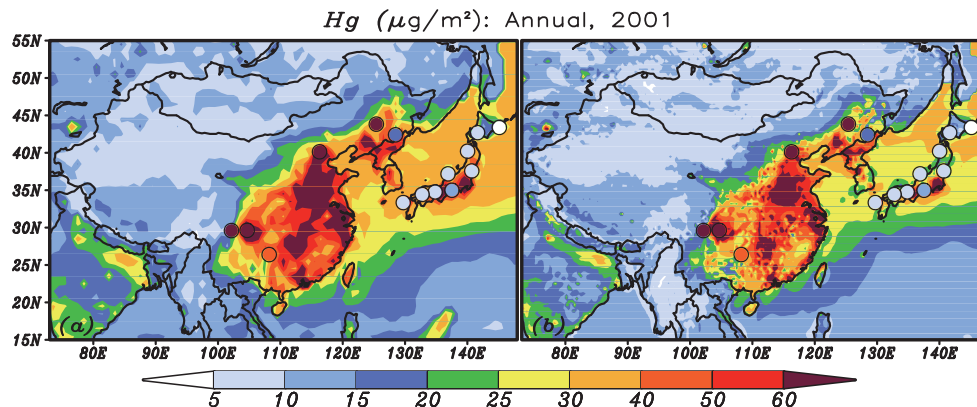 Hg (μg/m²): Annual, 2001
55N
50N
45N
40N
35N
30N
25N
20N
15N
(a)
(b)
80E 90E 100E 110E 120E 130E 140E
80E 90E 100E 110E 120E 130E 140E
5 10 15 20 25 30 40 50 60